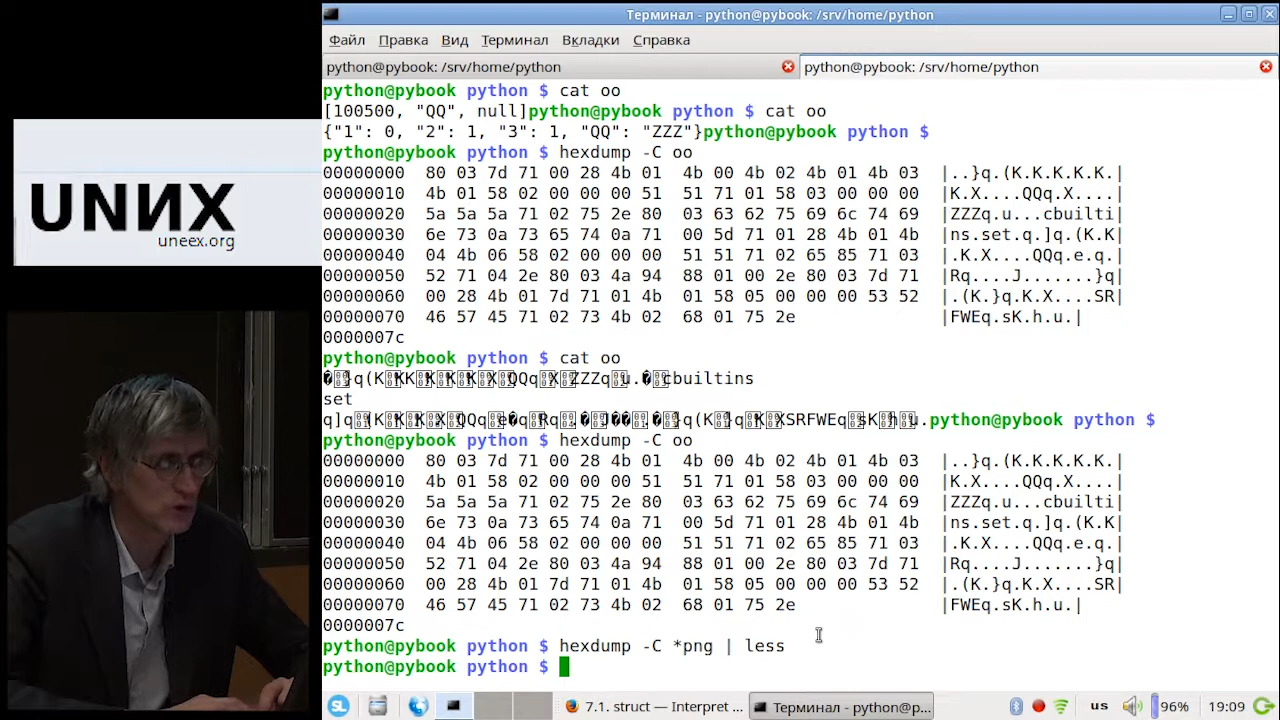 UNИX
uneex.org
Терминал - python@pybook: /srv/home/python
Файл Правка Вид Терминал Вкладки Справка
python@pybook: /srv/home/python python@pybook: /srv/home/python
python@pybook python $ cat oo
[100500, "QQ", null]python@pybook python $ cat oo
{"1": 0, "2": 1, "3": 1, "QQ": "ZZZ"}python@pybook python $
python@pybook python $ hexdump -C oo
00000000 80 03 7d 71 00 28 4b 01 4b 00 4b 02 4b 01 4b 03 |..}q.(K.K.K.K.K.|
00000010 4b 01 58 02 00 00 00 51 51 71 01 58 03 00 00 00 |K.X....QQq.X....|
00000020 5a 5a 5a 71 02 75 2e 80 03 63 62 75 69 6c 74 69 |ZZZq.u...cbuilti|
00000030 6e 73 0a 73 65 74 0a 71 00 5d 71 01 28 4b 01 4b |ns.set.q.]q.(K.K|
00000040 04 4b 06 58 02 00 00 00 51 51 71 02 65 85 71 03 |.K.X....QQq.e.q.|
00000050 52 71 04 2e 80 03 4a 94 88 01 00 2e 80 03 7d 71 |Rq....J.......}q|
00000060 00 28 4b 01 7d 71 01 4b 01 58 05 00 00 00 53 52 |.(K.}q.K.X....SR|
00000070 46 57 45 71 02 73 4b 02 68 01 75 2e |FWEq.sK.h.u.|
0000007c
python@pybook python $ cat oo
}q(K K K K K K X QQq X ZZZq u. cbuiltins
set
q]q (K K K X QQq e q Rq . J . }q(K }q K X SRFWEq sK h u.python@pybook python $
python@pybook python $ hexdump -C oo
00000000 80 03 7d 71 00 28 4b 01 4b 00 4b 02 4b 01 4b 03 |..}q.(K.K.K.K.K.|
00000010 4b 01 58 02 00 00 00 51 51 71 01 58 03 00 00 00 |K.X....QQq.X....|
00000020 5a 5a 5a 71 02 75 2e 80 03 63 62 75 69 6c 74 69 |ZZZq.u...cbuilti|
00000030 6e 73 0a 73 65 74 0a 71 00 5d 71 01 28 4b 01 4b |ns.set.q.]q.(K.K|
00000040 04 4b 06 58 02 00 00 00 51 51 71 02 65 85 71 03 |.K.X....QQq.e.q.|
00000050 52 71 04 2e 80 03 4a 94 88 01 00 2e 80 03 7d 71 |Rq....J.......}q|
00000060 00 28 4b 01 7d 71 01 4b 01 58 05 00 00 00 53 52 |.(K.}q.K.X....SR|
00000070 46 57 45 71 02 73 4b 02 68 01 75 2e |FWEq.sK.h.u.|
0000007c
python@pybook python $ hexdump -C *png | less
python@pybook python $
SL 7.1. struct — Interpret ... Терминал - python@p... us 96% 19:09